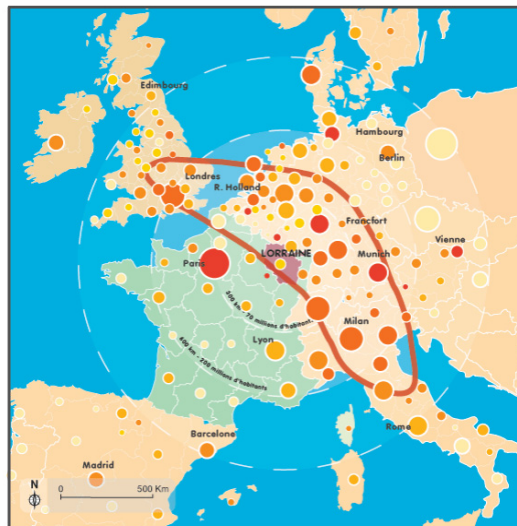 Edimbourg
Hambourg
Berlin
Londres
R. Holland
Francfort
LORRAINE
Vienne
Munich
Paris
300 km - 70 millions d'habitant.
Milan
Lyon
600 km - 200 millions d'habitants
Rome
Barcelone
Madrid
N
0 500 Km